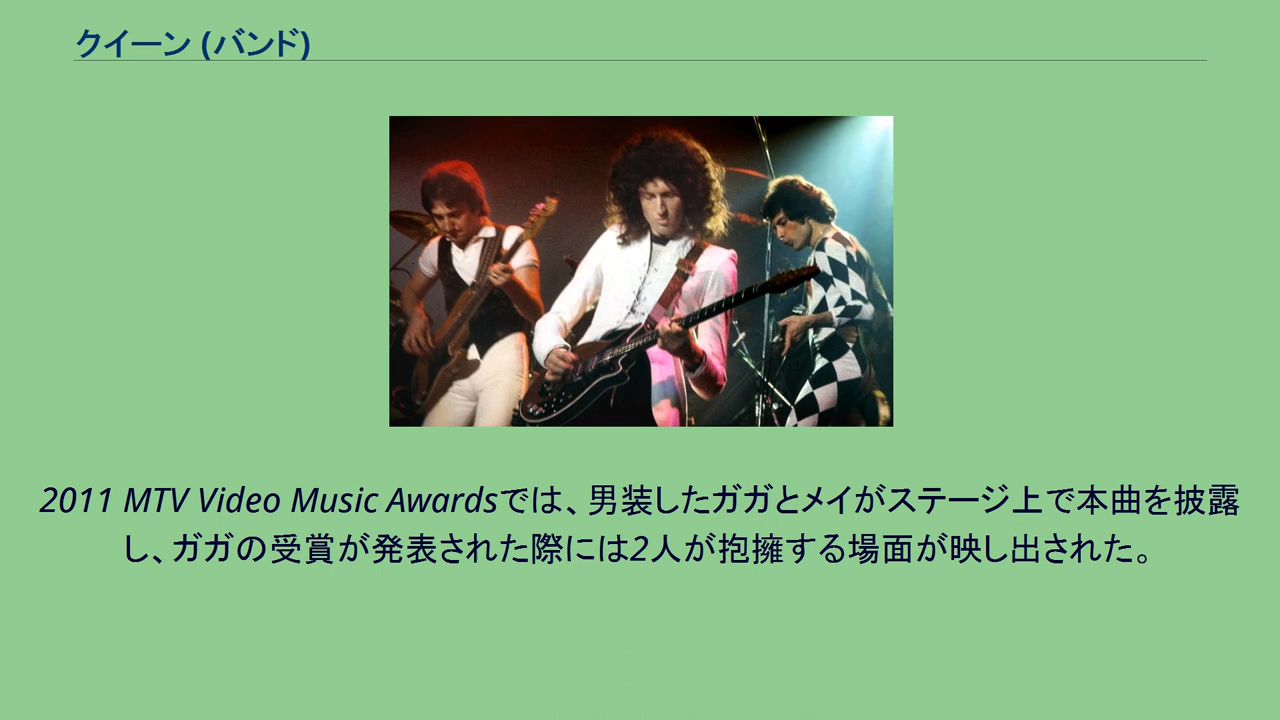 クイーン (バンド)
2011 MTV Video Music Awardsでは、男装したガガとメイがステージ上で本曲を披露
し、ガガの受賞が発表された際には2人が抱擁する場面が映し出された。